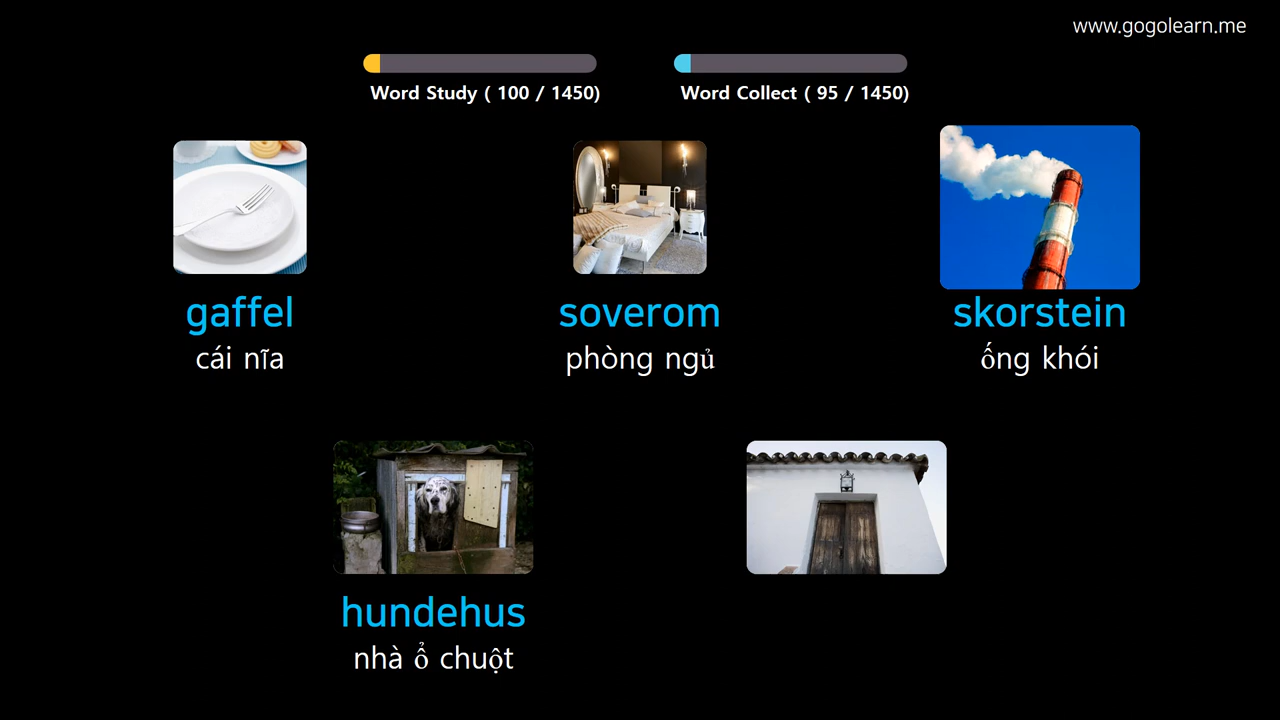 www.gogolearn.me
Word Study ( 100 / 1450)
Word Collect ( 95 / 1450)
gaffel
cái nĩa
soverom
phòng ngủ
skorstein
ống khói
hundehus
nhà ổ chuột